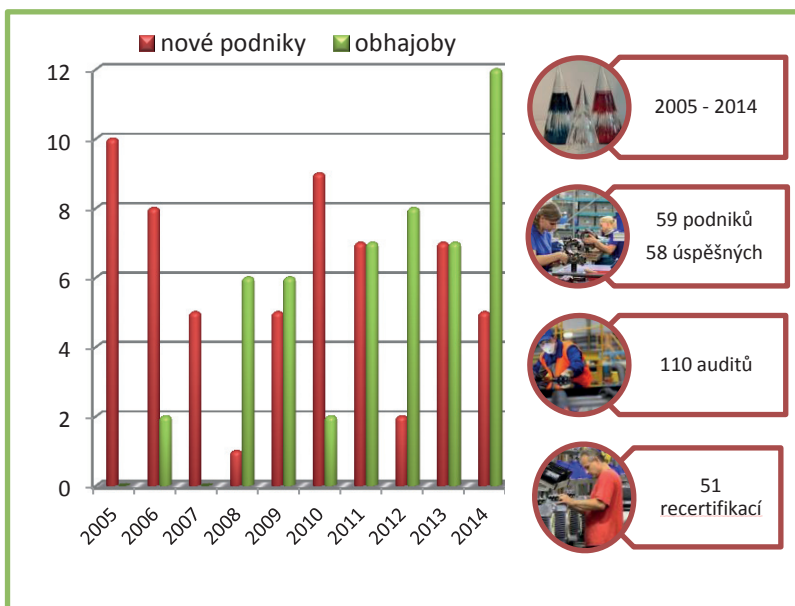 nové podniky obhajoby
12
10
8
6
4
2
0
2005 2006 2007 2008 2009 2010 2011 2012 2013 2014
2005 - 2014
59 podniků
58 úspěšných
110 auditů
51
recertifikací